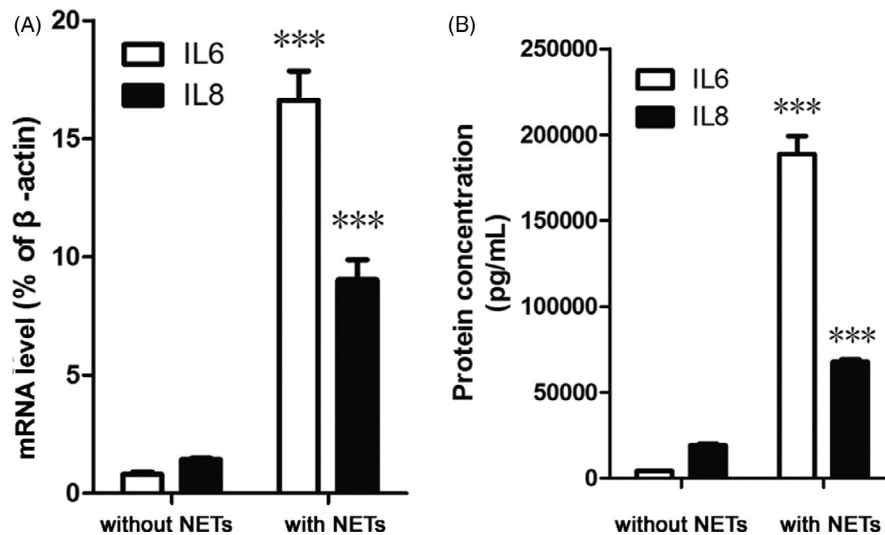 (A)
20
15
10
5
0
mRNA level (% of β -actin)
IL6
IL8
***
***
without NETs
with NETs
(B)
250000
200000
150000
100000
50000
0
Protein concentration
(pg/mL)
IL6
IL8
***
***
without NETs
with NETs